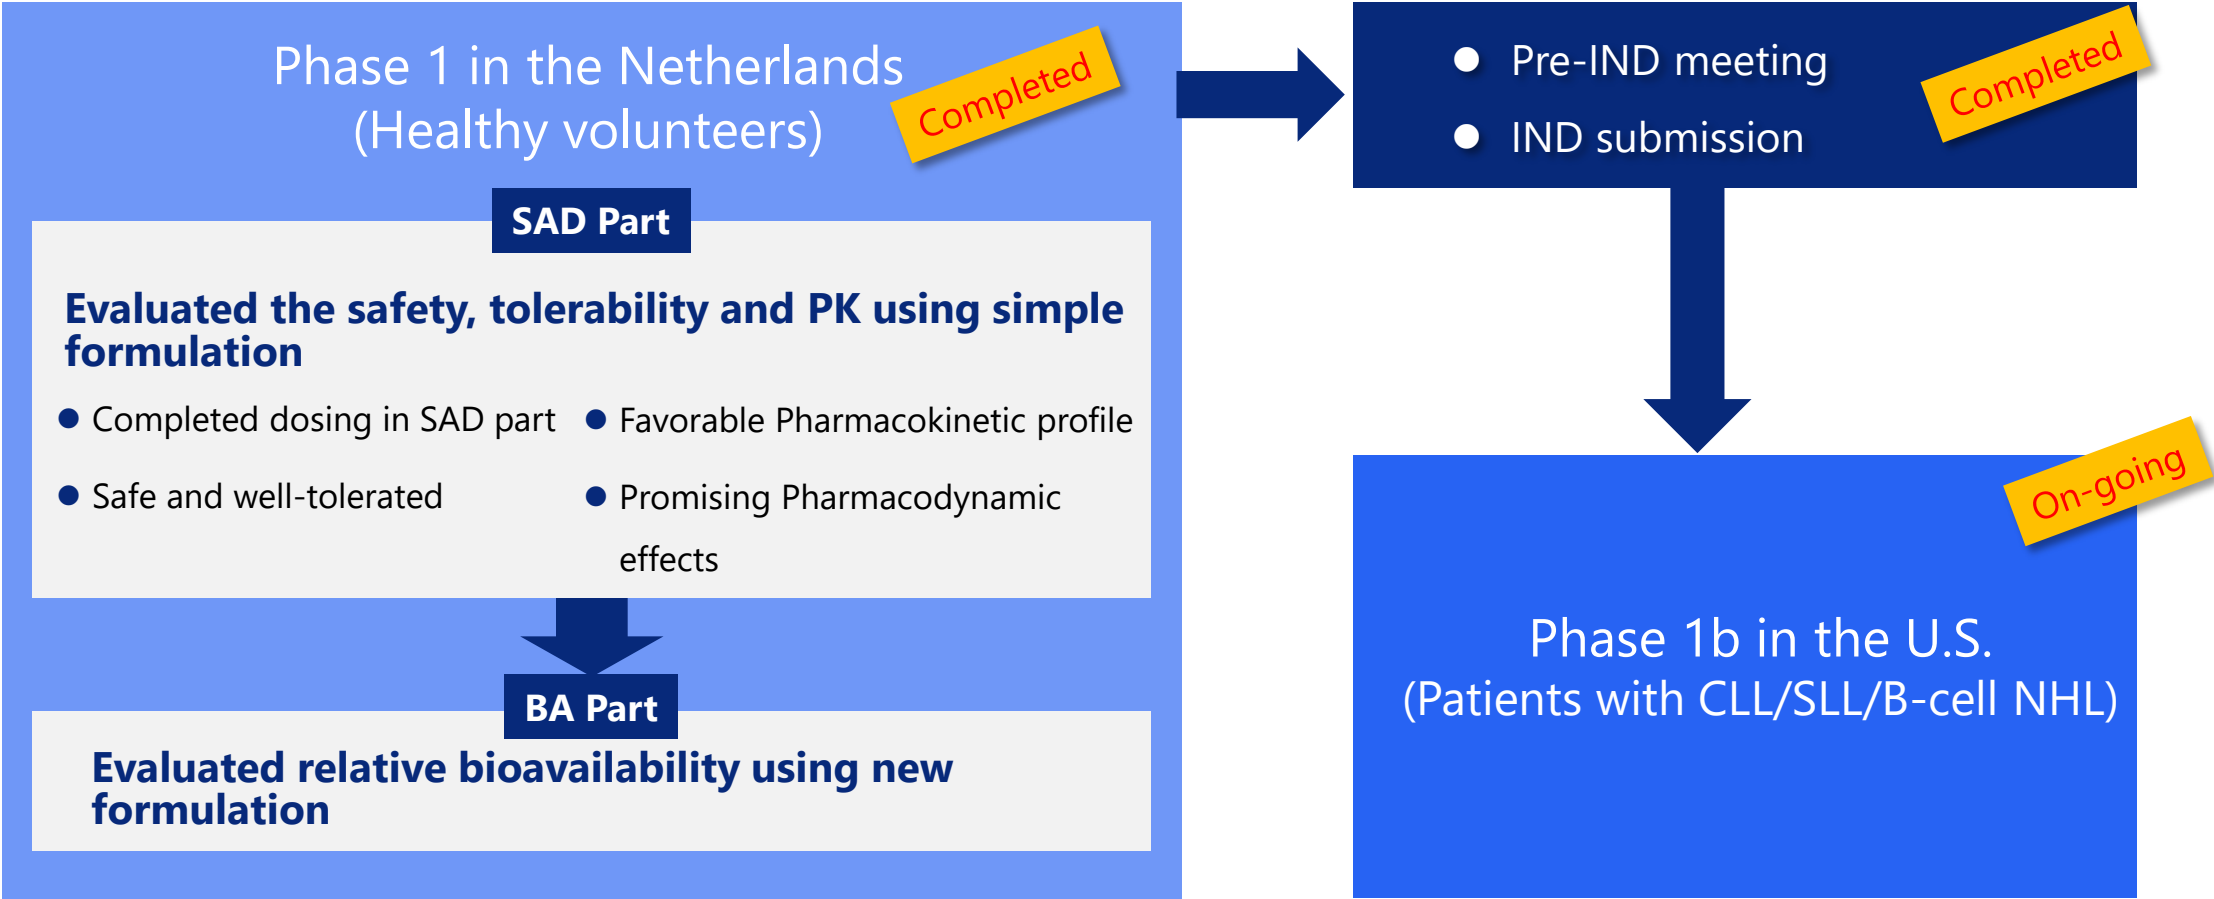 Phase 1 in the Netherlands
(Healthy volunteers)
Completed
SAD Part
Evaluated the safety, tolerability and PK using simple
formulation
● Completed dosing in SAD part
● Safe and well-tolerated
● Favorable Pharmacokinetic profile
● Promising Pharmacodynamic
effects
BA Part
Evaluated relative bioavailability using new
formulation
● Pre-IND meeting
● IND submission
Completed
On-going
Phase 1b in the U.S.
(Patients with CLL/SLL/B-cell NHL)